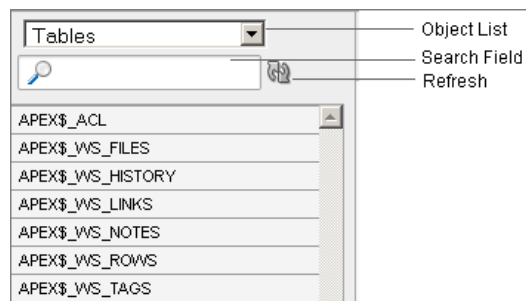 Tables
Object List
Search Field
Refresh
APEX$_ACL
APEX$_WS_FILES
APEX$_WS_HISTORY
APEX$_WS_LINKS
APEX$_WS_NOTES
APEX$_WS_ROWS
APEX$_WS_TAGS